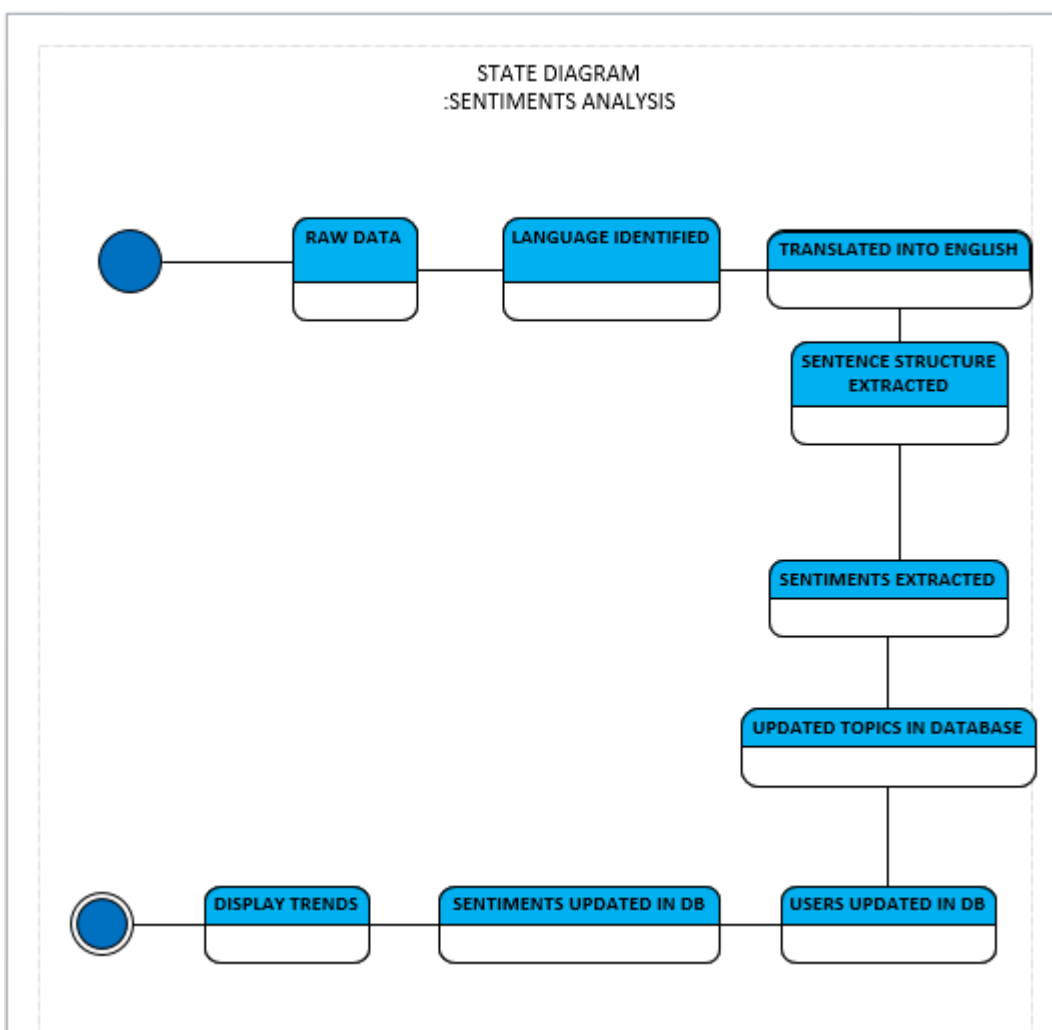 STATE DIAGRAM
:SENTIMENTS ANALYSIS
RAW DATA
LANGUAGE IDENTIFIED
TRANSLATED INTO ENGLISH
SENTENCE STRUCTURE
EXTRACTED
SENTIMENTS EXTRACTED
UPDATED TOPICS IN DATABASE
DISPLAY TRENDS
SENTIMENTS UPDATED IN DB
USERS UPDATED IN DB